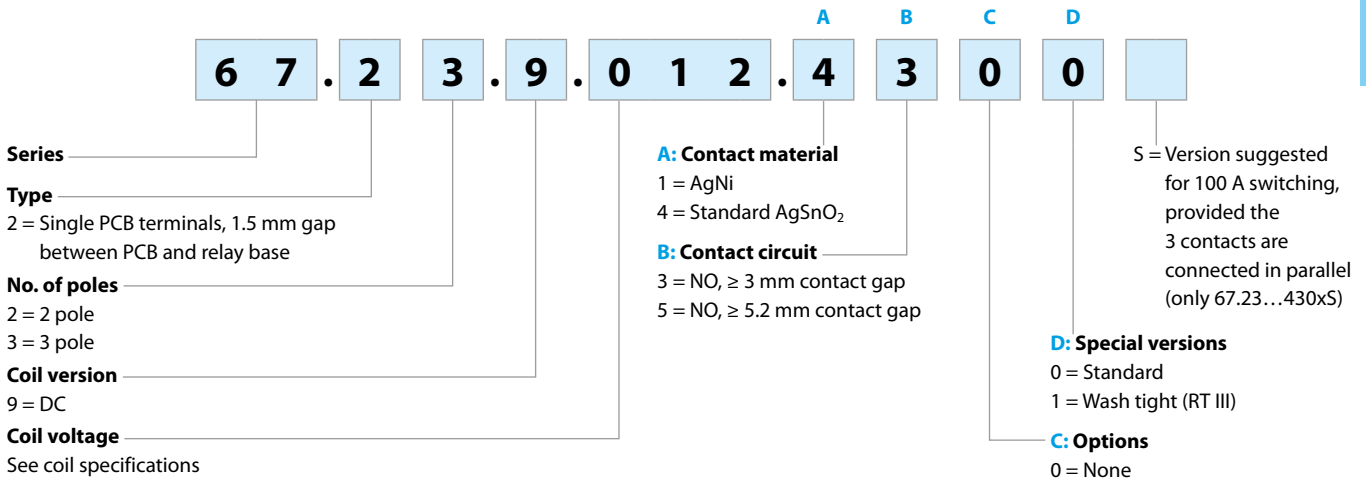 A B C D
6 7 . 2 3 . 9 . 0 1 2 . 4 3 0 0
Series
Type
2 = Single PCB terminals, 1.5 mm gap
between PCB and relay base
No. of poles
2 = 2 pole
3 = 3 pole
Coil version
9 = DC
Coil voltage
See coil specifications
A: Contact material
1 = AgNi
4 = Standard AgSnO₂
B: Contact circuit
3 = NO, ≥ 3 mm contact gap
5 = NO, ≥ 5.2 mm contact gap
S = Version suggested
for 100 A switching,
provided the
3 contacts are
connected in parallel
(only 67.23…430xS)
D: Special versions
0 = Standard
1 = Wash tight (RT III)
C: Options
0 = None